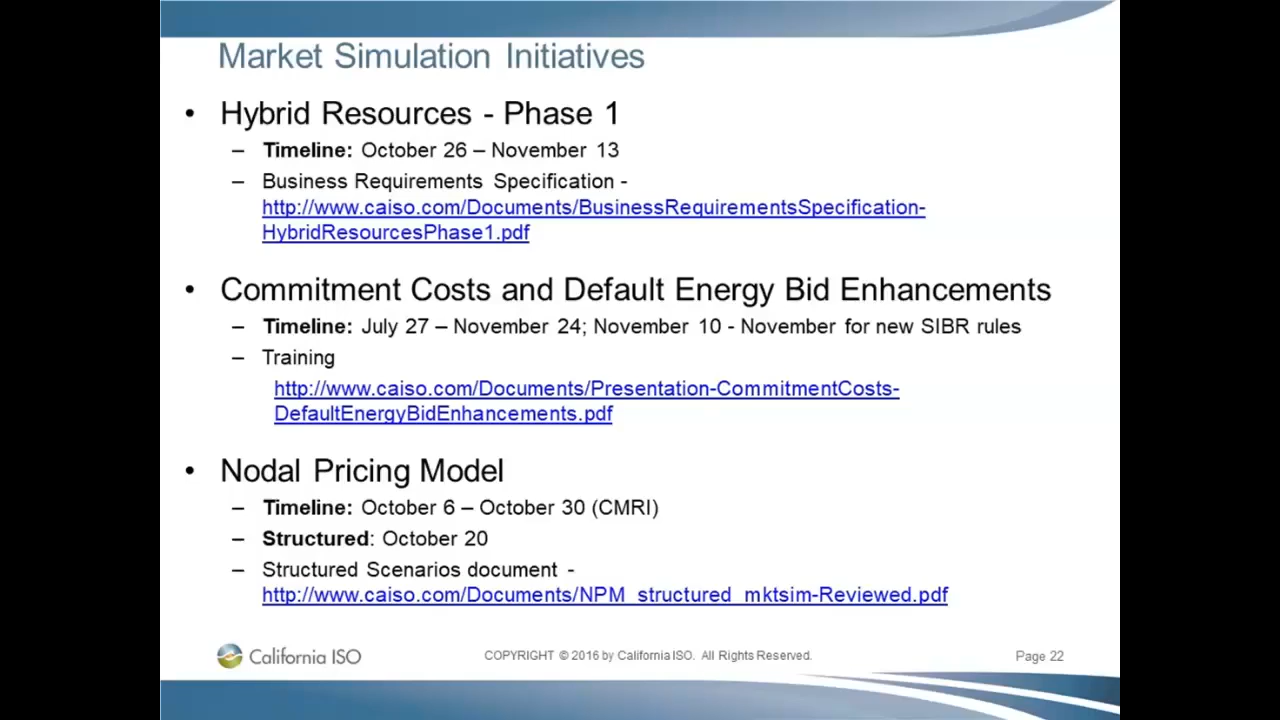 Market Simulation Initiatives
• Hybrid Resources - Phase 1
– Timeline: October 26 – November 13
– Business Requirements Specification -
http://www.caiso.com/Documents/BusinessRequirementsSpecification-
HybridResourcesPhase1.pdf
• Commitment Costs and Default Energy Bid Enhancements
– Timeline: July 27 – November 24; November 10 - November for new SIBR rules
– Training
http://www.caiso.com/Documents/Presentation-CommitmentCosts-
DefaultEnergyBidEnhancements.pdf
• Nodal Pricing Model
– Timeline: October 6 – October 30 (CMRI)
– Structured: October 20
– Structured Scenarios document -
http://www.caiso.com/Documents/NPM_structured_mktsim-Reviewed.pdf
California ISO
COPYRIGHT © 2016 by California ISO. All Rights Reserved.
Page 22